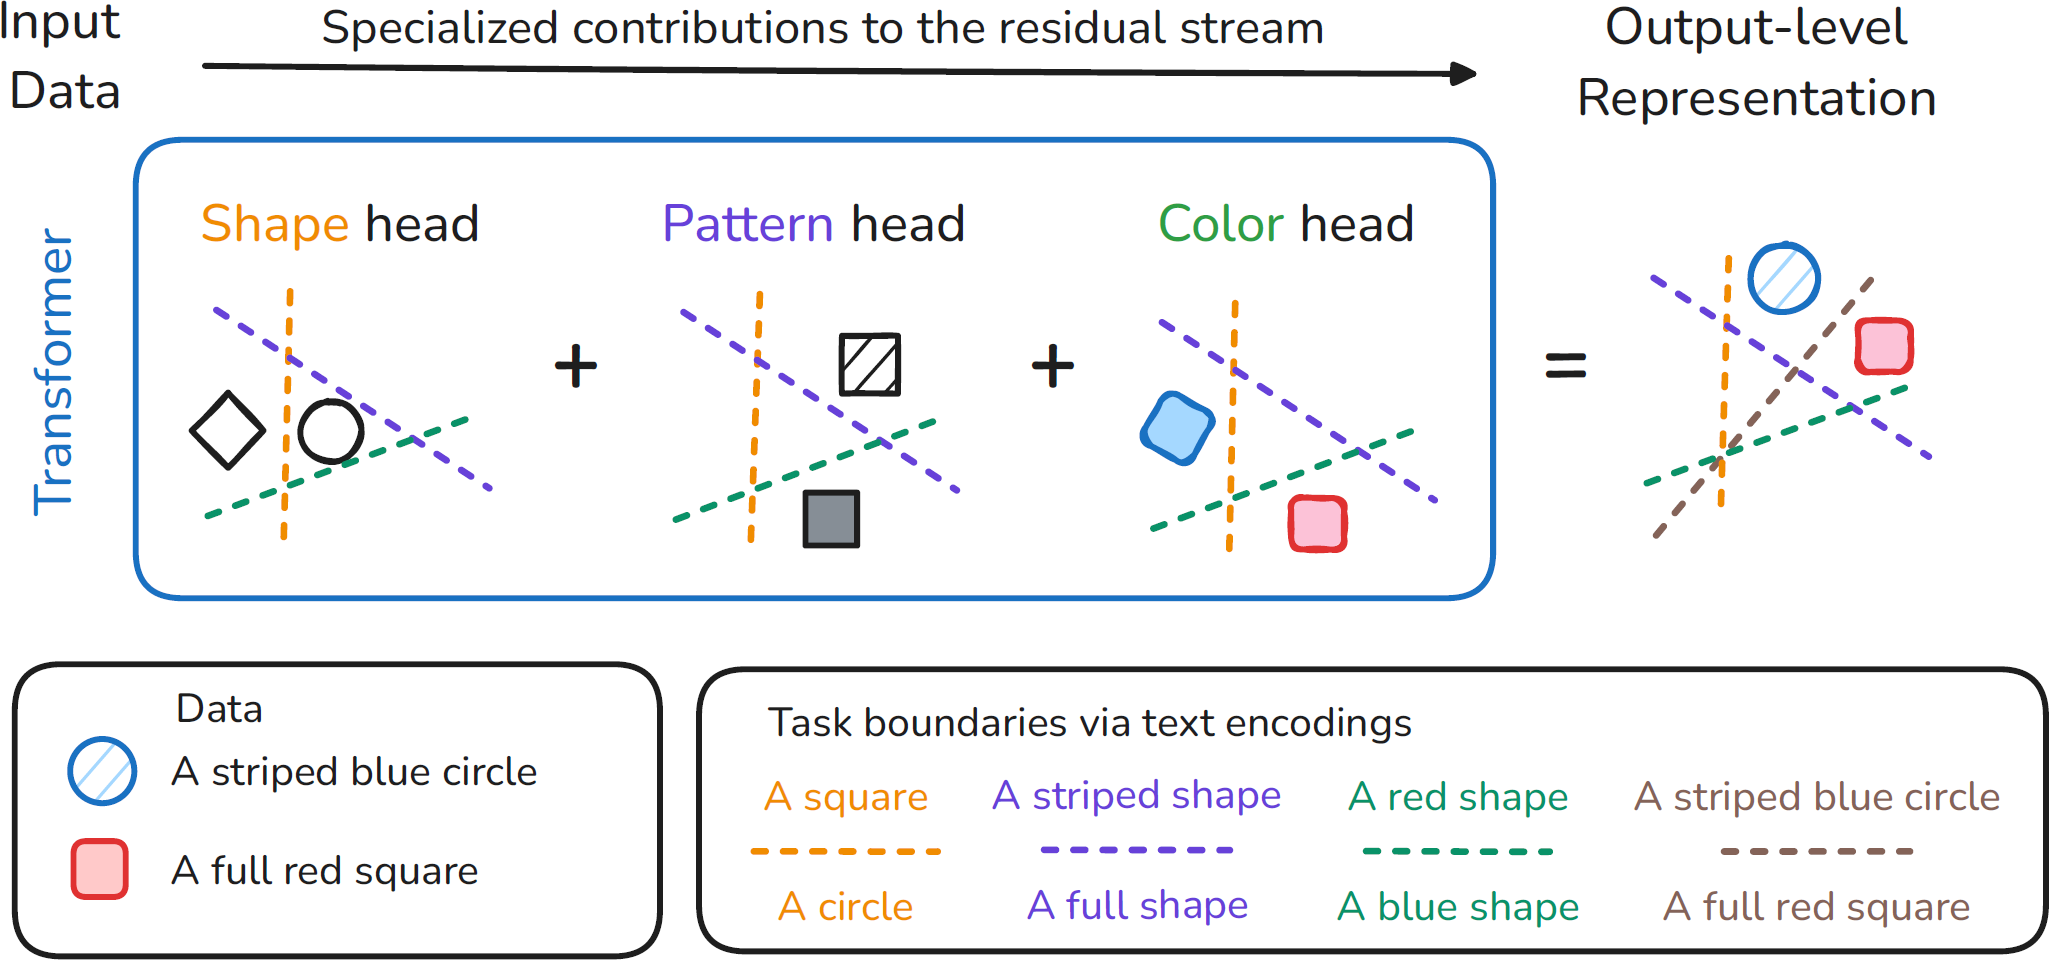 Input
Data
Specialized contributions to the residual stream
Output-level
Representation
Transformer
Shape head
Pattern head
Color head
+
+
=
Data
A striped blue circle
A full red square
Task boundaries via text encodings
A square
A striped shape
A red shape
A striped blue circle
A circle
A full shape
A blue shape
A full red square